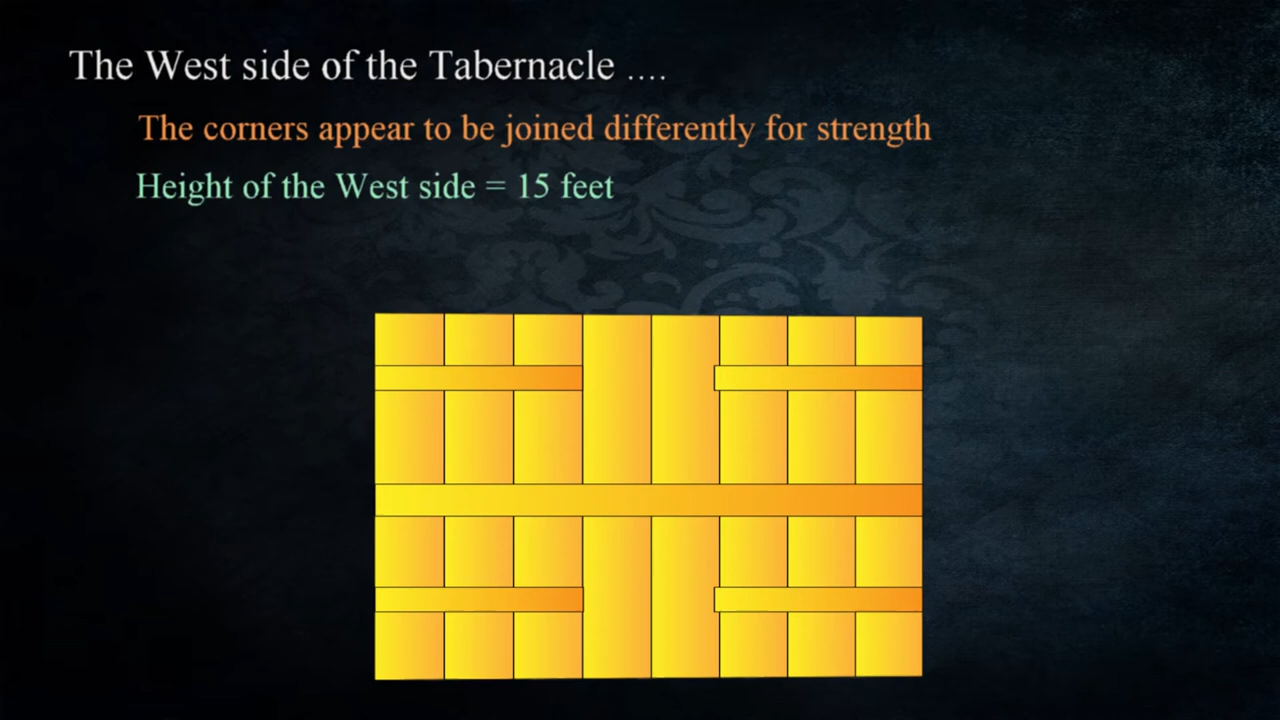 The West side of the Tabernacle ....
The corners appear to be joined differently for strength
Height of the West side = 15 feet